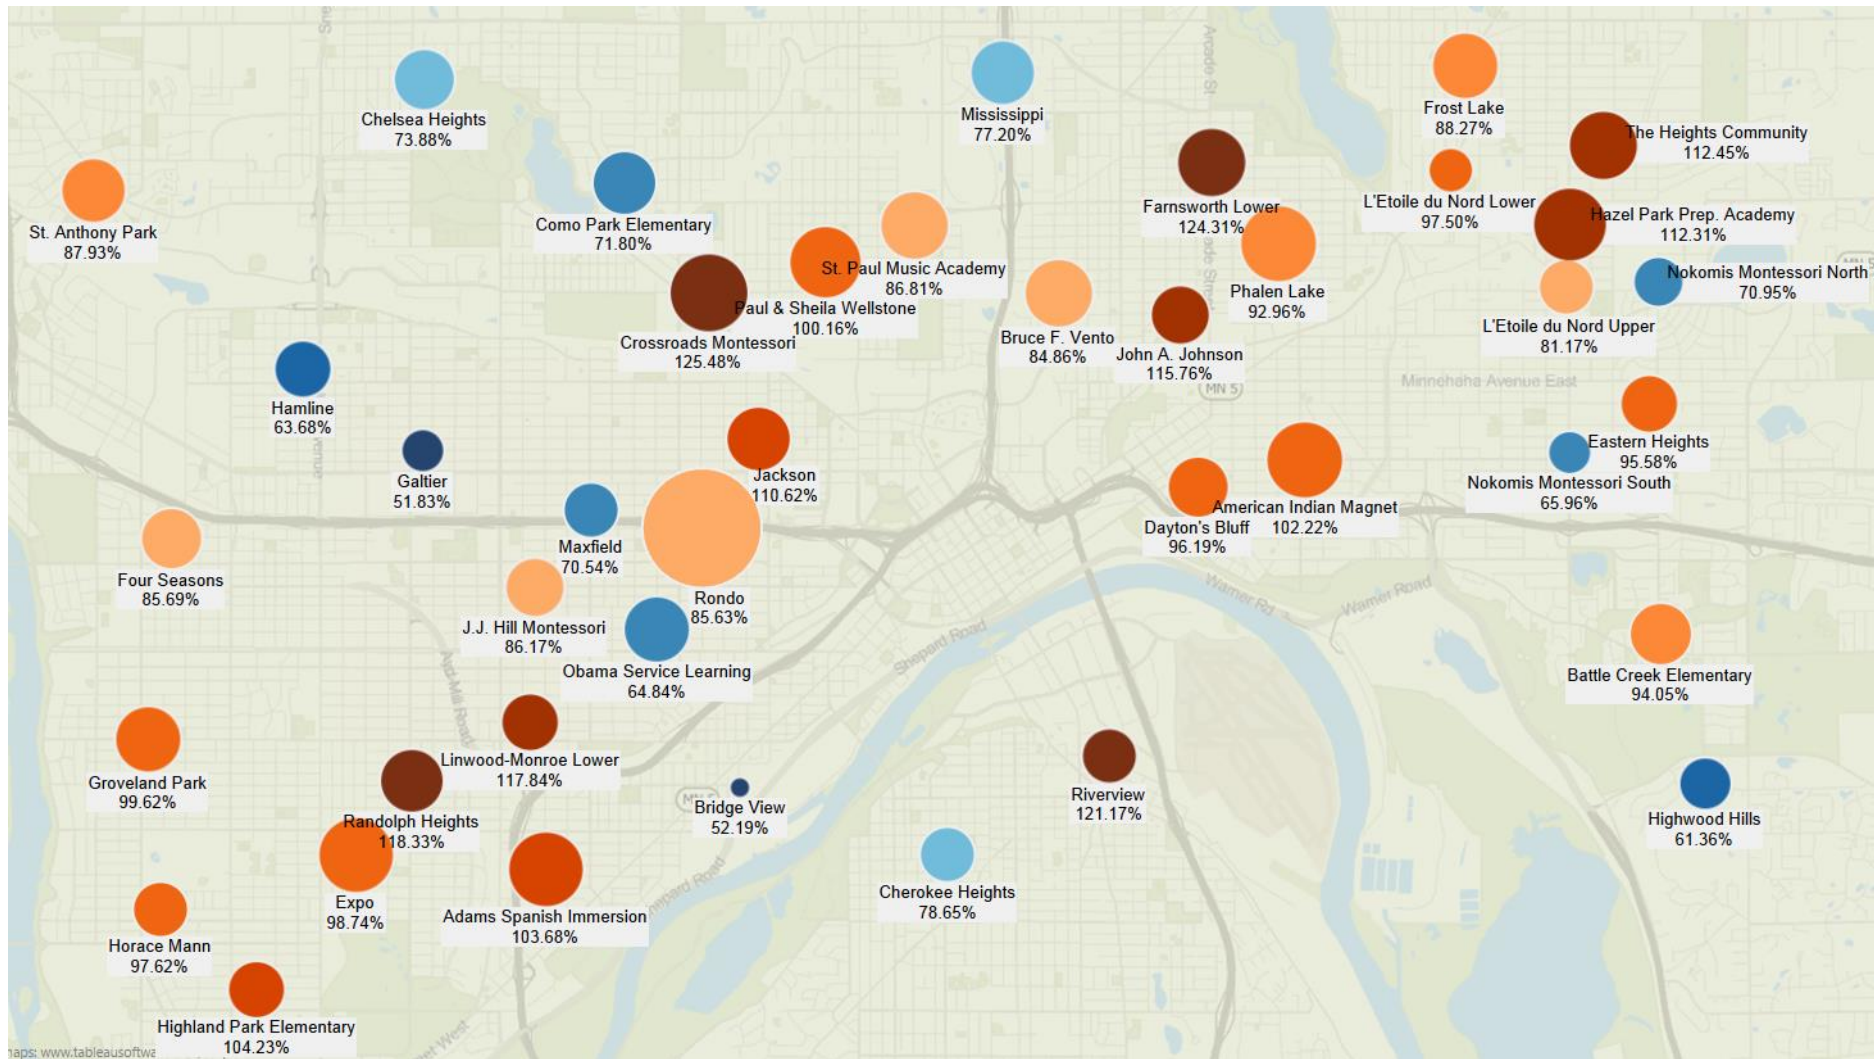 Sne
Chelsea Heights
73.88%
Mississippi
77.20%
Arcade St
Frost Lake
88.27%
The Heights Community
112.45%
St. Anthony Park
87.93%
Como Park Elementary
71.80%
Farnsworth Lower
124.31%
L'Etoile du Nord Lower
97.50%
Hazel Park Prep. Academy
112.31%
St. Paul Music Academy
86.81%
Paul & Sheila Wellstone
100.16%
Crossroads Montessori
125.48%
Bruce F. Vento
84.86%
Phalen Lake
92.96%
John A. Johnson
115.76%
MN 5
Nokomis Montessori North
70.95%
L'Etoile du Nord Upper
81.17%
Minnehaha Avenue East
Hamline
63.68%
Galtier
51.83%
Jackson
110.62%
Eastern Heights
95.58%
Nokomis Montessori South
65.96%
American Indian Magnet
102.22%
Dayton's Bluff
96.19%
Maxfield
70.54%
Four Seasons
85.69%
Rondo
85.63%
J.J. Hill Montessori
86.17%
Obama Service Learning
64.84%
Shepard Road
Warner Rd
Warner Road
Battle Creek Elementary
94.05%
Ayd Mill Road
Groveland Park
99.62%
Linwood-Monroe Lower
117.84%
Randolph Heights
118.33%
Bridge View
52.19%
Riverview
121.17%
Highwood Hills
61.36%
Expo
98.74%
Adams Spanish Immersion
103.68%
Cherokee Heights
78.65%
Horace Mann
97.62%
Highland Park Elementary
104.23%
maps: www.tableausoftwa